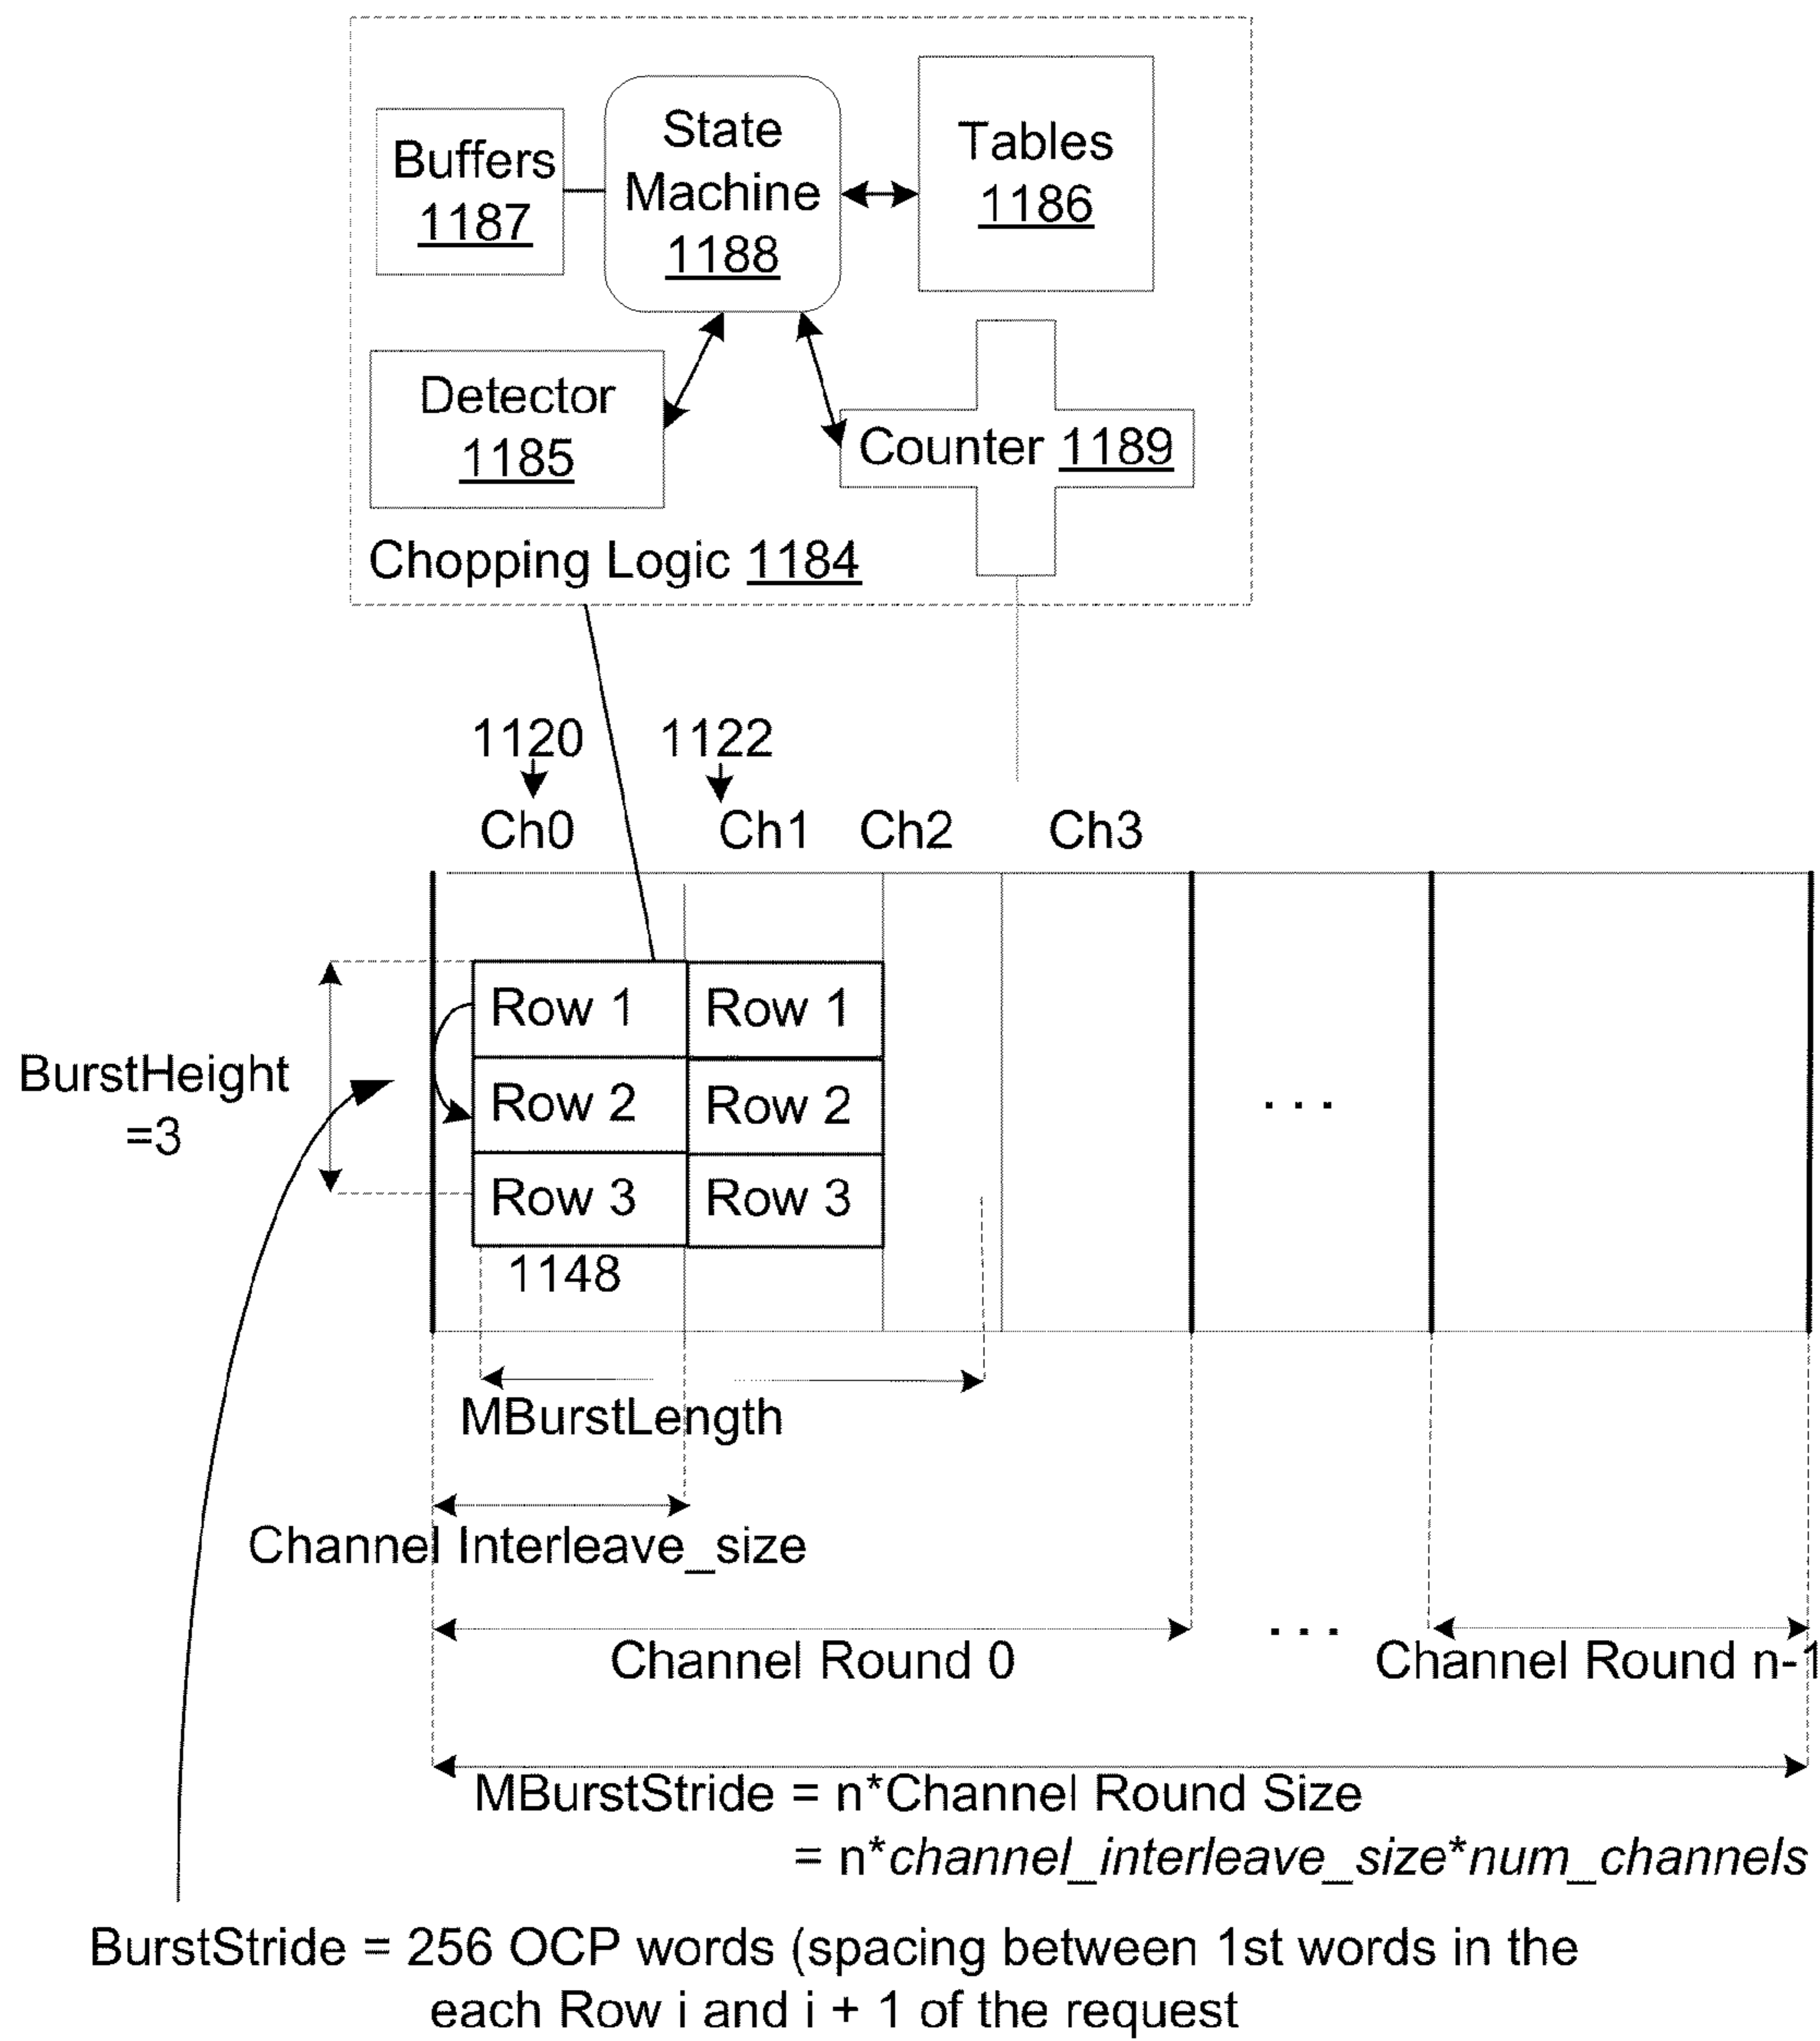 Buffers
1187
State
Machine
1188
Tables
1186
Detector
1185
Counter 1189
Chopping Logic 1184
1120
1122
Ch0
Ch1
Ch2
Ch3
Row 1
Row 1
BurstHeight
=3
Row 2
Row 2
. . .
Row 3
Row 3
1148
MBurstLength
Channel Interleave_size
Channel Round 0
. . .
Channel Round n-1
MBurstStride = n*Channel Round Size
= n*channel_interleave_size*num_channels
BurstStride = 256 OCP words (spacing between 1st words in the
each Row i and i + 1 of the request